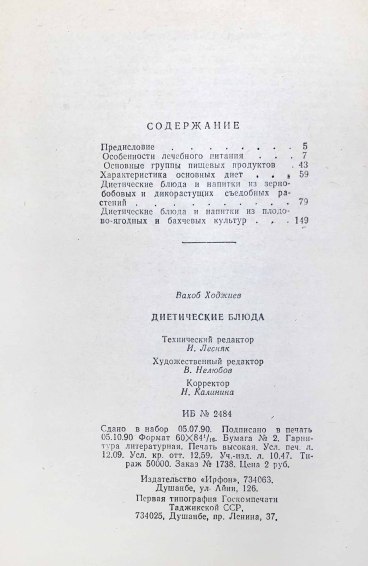 СОДЕРЖАНИЕ
Предисловие . . . . . . . 5
Особенности лечебного питания . . . 7
Основные группы пищевых продуктов . 43
Характеристика основных диет . . . 59
Диетические блюда и напитки из зерно-
бобовых и дикорастущих съедобных ра-
стений . . . . . . . . . 79
Диетические блюда и напитки из плодо-
во-ягодных и бахчевых культур . . . 149
Вахоб Ходжиев
ДИЕТИЧЕСКИЕ БЛЮДА
Технический редактор
И. Лесняк
Художественный редактор
В. Нелюбов
Корректор
Н. Калинина
ИБ № 2484
Сдано в набор 05.07.90. Подписано в печать
05.10.90 Формат 60×84¹/₁₆. Бумага № 2. Гарни-
тура литературная. Печать высокая. Усл. печ. л.
12.09. Усл. кр. отт. 12,59. Уч.-изд. л. 10.47. Ти-
раж 50000. Заказ № 1738. Цена 2 руб.
Издательство «Ирфон», 734063.
Душанбе, ул. Айни, 126.
Первая типография Госкомпечати
Таджикской ССР,
734025, Душанбе, пр. Ленина, 37.